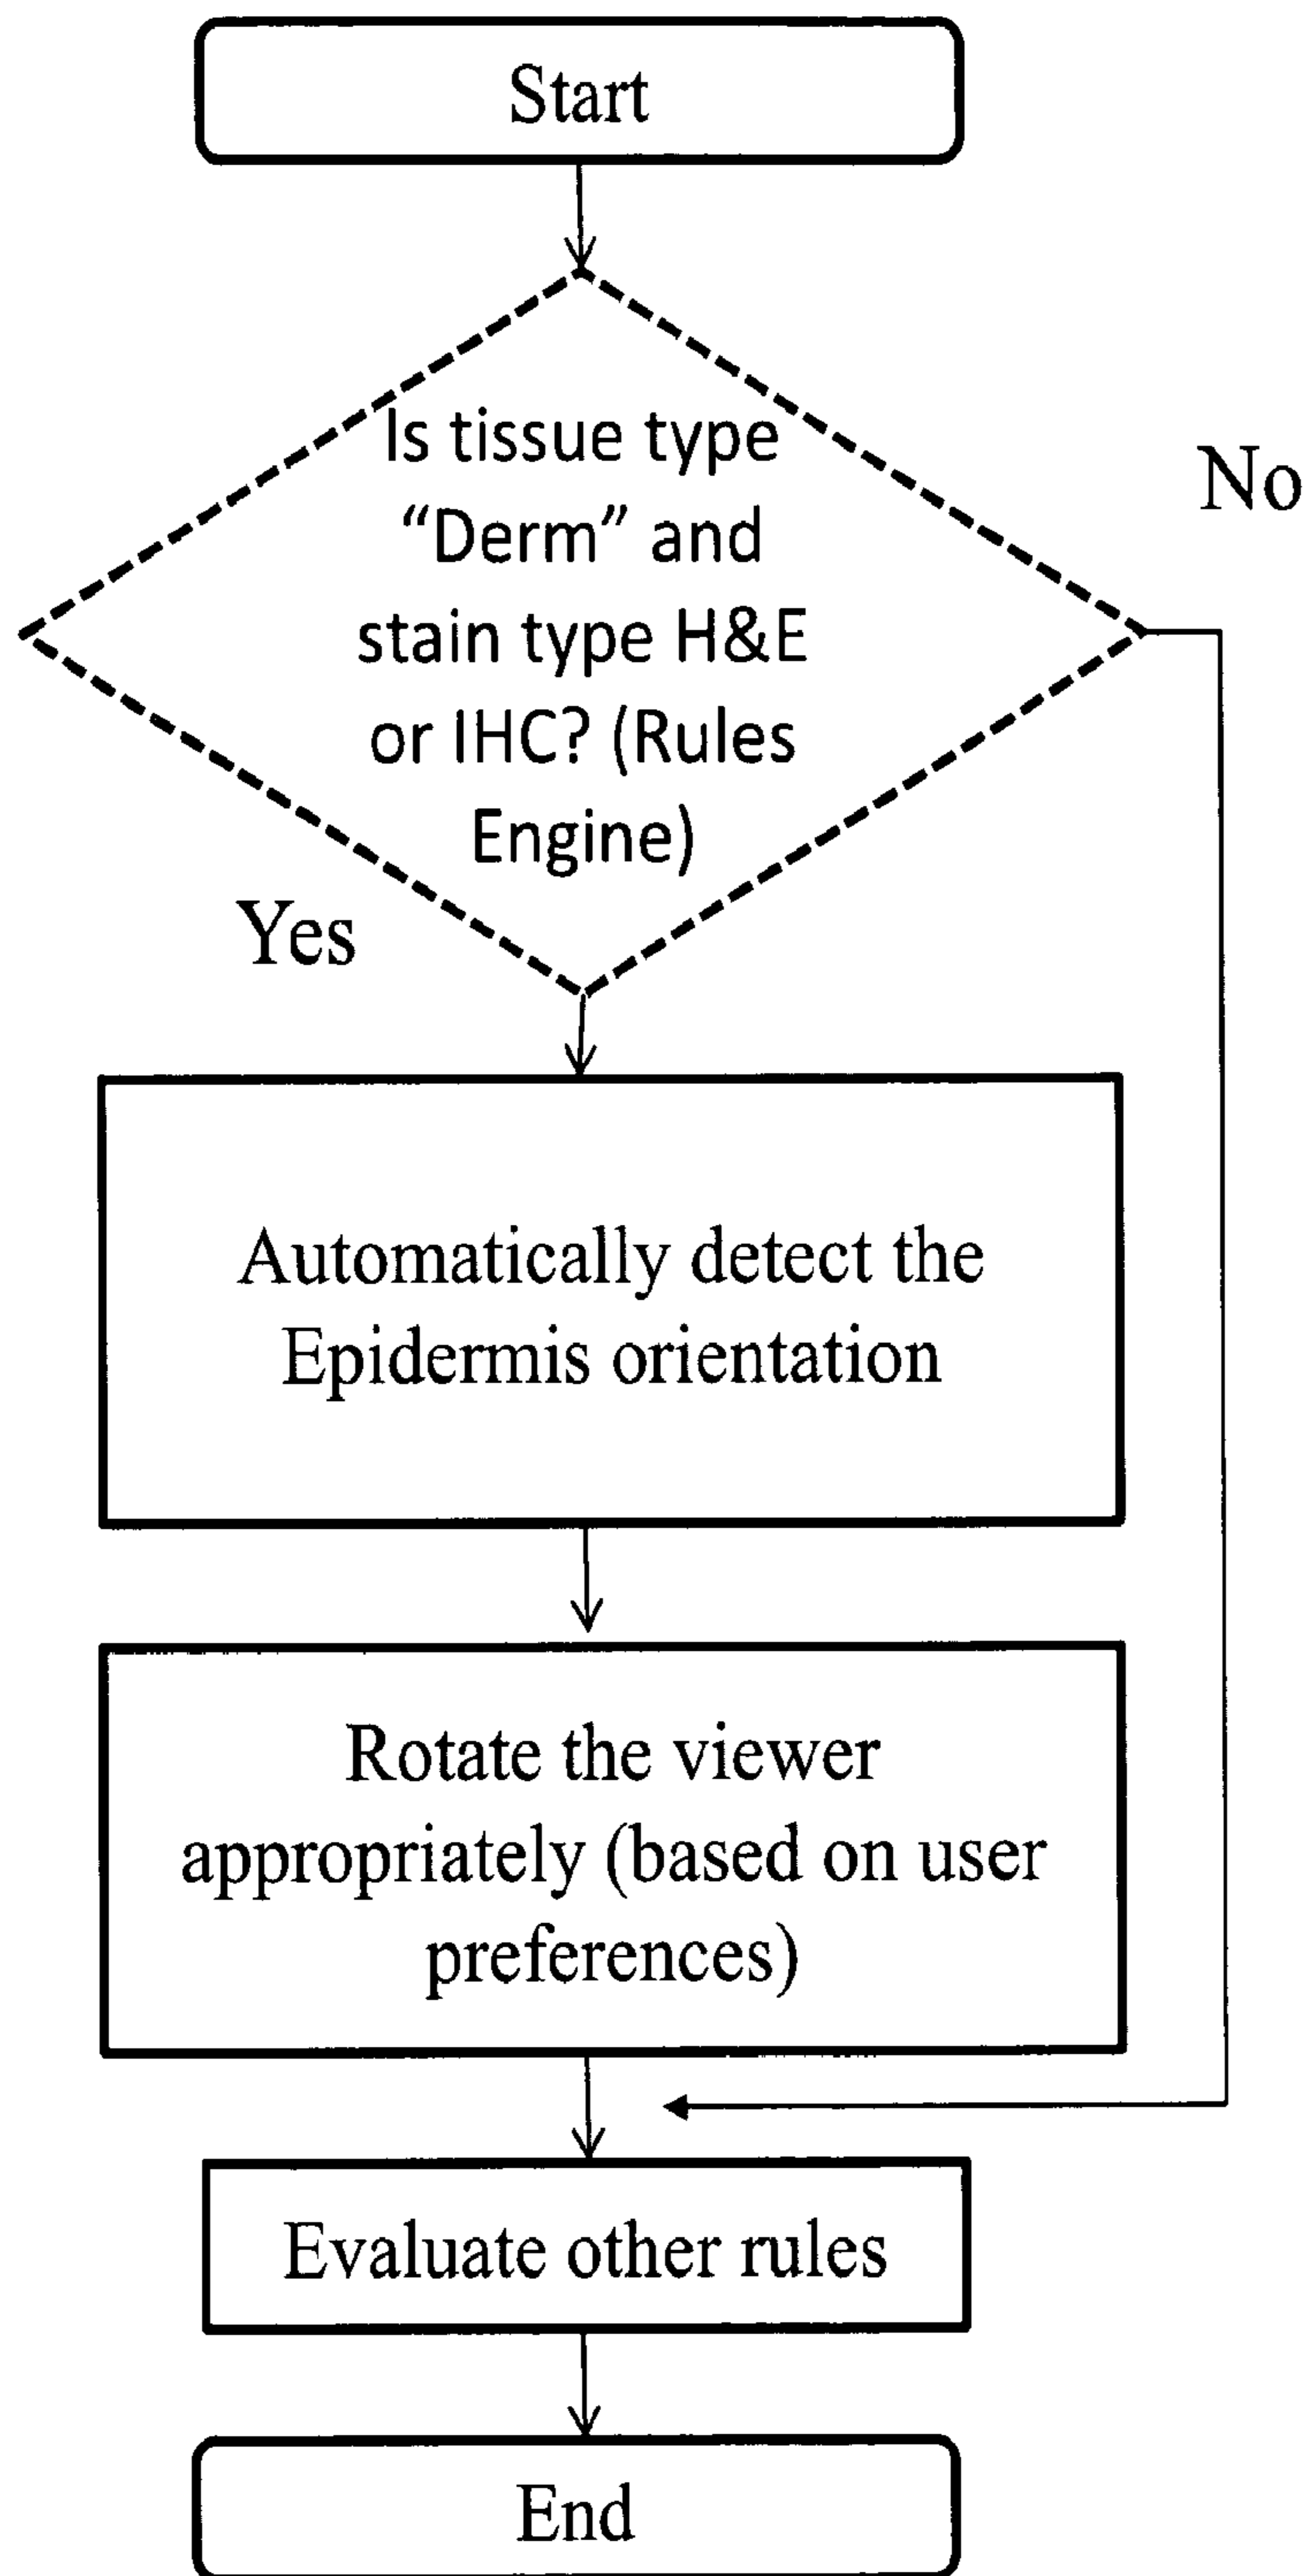 Start
Is tissue type
“Derm” and
stain type H&E
or IHC? (Rules
Engine)
No
Yes
Automatically detect the
Epidermis orientation
Rotate the viewer
appropriately (based on user
preferences)
Evaluate other rules
End